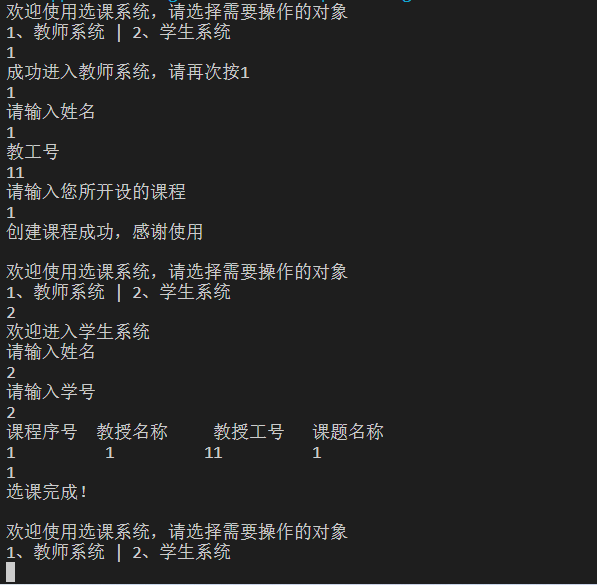 欢迎使用选课系统，请选择需要操作的对象
1、教师系统 | 2、学生系统
1
成功进入教师系统，请再次按1
1
请输入姓名
1
教工号
11
请输入您所开设的课程
1
创建课程成功，感谢使用
欢迎使用选课系统，请选择需要操作的对象
1、教师系统 | 2、学生系统
2
欢迎进入学生系统
请输入姓名
2
请输入学号
2
课程序号 教授名称 教授工号 课题名称
1 1 11 1
1
选课完成！
欢迎使用选课系统，请选择需要操作的对象
1、教师系统 | 2、学生系统